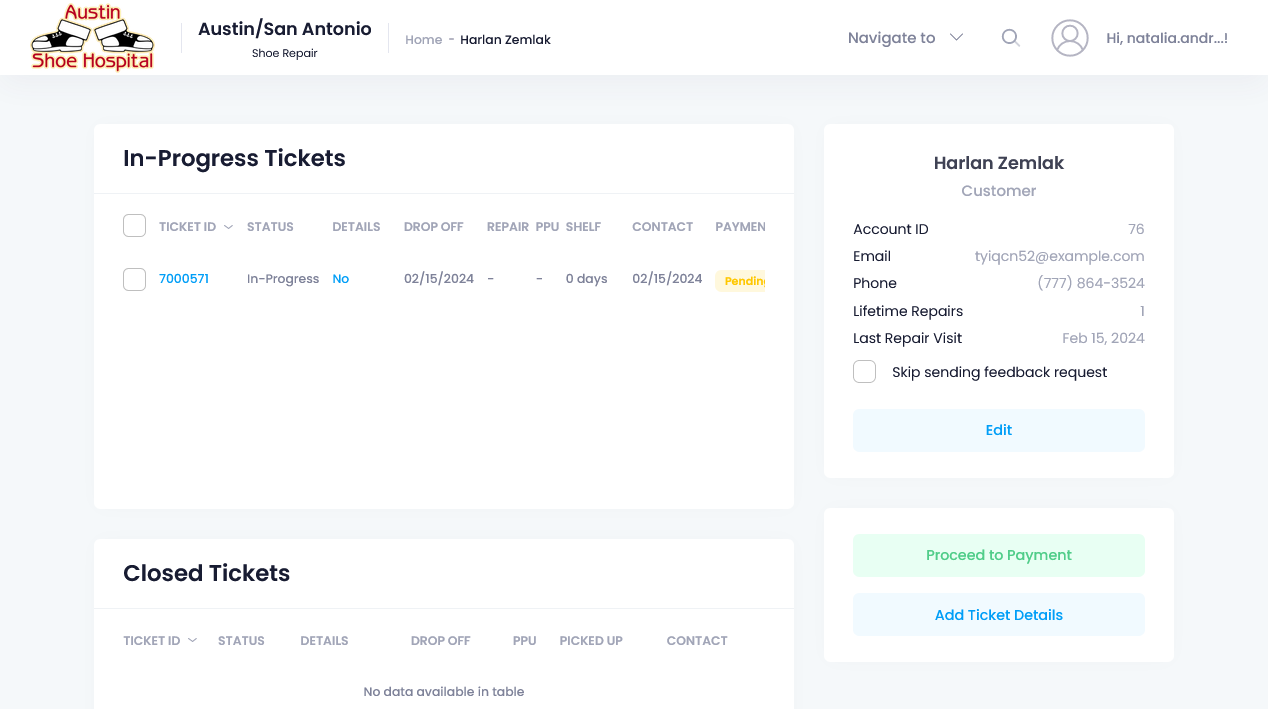 Austin
Shoe Hospital
Austin/San Antonio
Shoe Repair
Home - Harlan Zemlak
Navigate to
Hi, natalia.andr...!
In-Progress Tickets
TICKET ID STATUS DETAILS DROP OFF REPAIR PPU SHELF CONTACT PAYMEN
7000571 In-Progress No 02/15/2024 - - 0 days 02/15/2024 Pending
Closed Tickets
TICKET ID STATUS DETAILS DROP OFF PPU PICKED UP CONTACT
No data available in table
Harlan Zemlak
Customer
Account ID 76
Email tyiqcn52@example.com
Phone (777) 864-3524
Lifetime Repairs 1
Last Repair Visit Feb 15, 2024
Skip sending feedback request
Edit
Proceed to Payment
Add Ticket Details